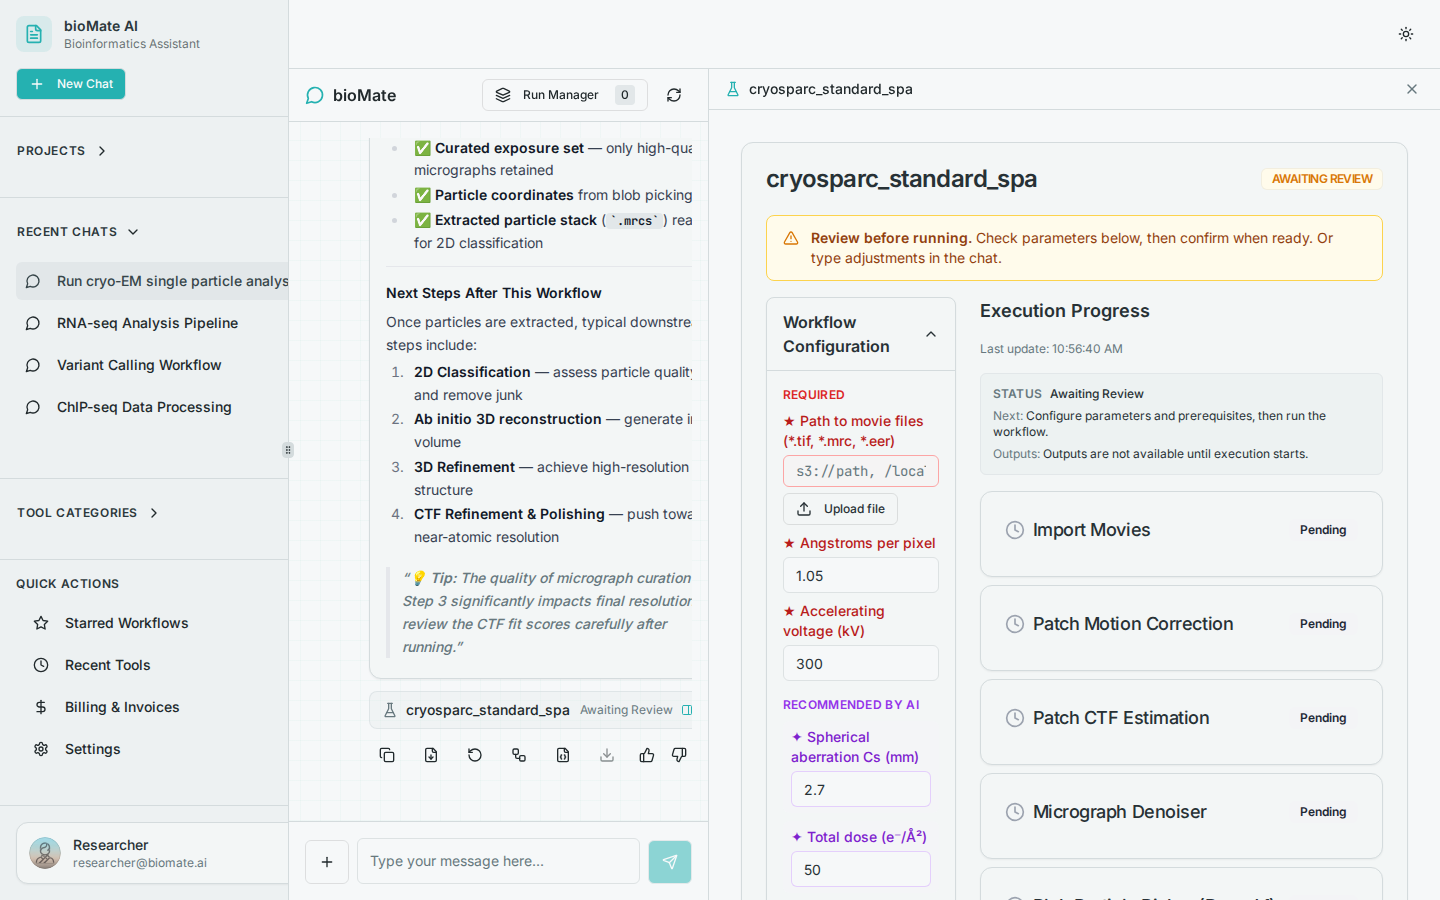 bioMate AI
Bioinformatics Assistant
New Chat
PROJECTS
RECENT CHATS
Run cryo-EM single particle analys
RNA-seq Analysis Pipeline
Variant Calling Workflow
ChIP-seq Data Processing
TOOL CATEGORIES
QUICK ACTIONS
Starred Workflows
Recent Tools
Billing & Invoices
Settings
Researcher
researcher@biomate.ai
bioMate
Run Manager 0
✅ Curated exposure set — only high-qua
micrographs retained
✅ Particle coordinates from blob picking
✅ Extracted particle stack (`.mrcs`) rea
for 2D classification
Next Steps After This Workflow
Once particles are extracted, typical downstre
steps include:
1. 2D Classification — assess particle quality
and remove junk
2. Ab initio 3D reconstruction — generate i
volume
3. 3D Refinement — achieve high-resolution
structure
4. CTF Refinement & Polishing — push towa
near-atomic resolution
"💡 Tip: The quality of micrograph curation
Step 3 significantly impacts final resolution
review the CTF fit scores carefully after
running."
cryosparc_standard_spa Awaiting Review
Type your message here...
cryosparc_standard_spa
cryosparc_standard_spa
AWAITING REVIEW
Review before running. Check parameters below, then confirm when ready. Or
type adjustments in the chat.
Workflow
Configuration
REQUIRED
★ Path to movie files
(*.tif, *.mrc, *.eer)
s3://path, /loca
Upload file
★ Angstroms per pixel
1.05
★ Accelerating
voltage (kV)
300
RECOMMENDED BY AI
✦ Spherical
aberration Cs (mm)
2.7
✦ Total dose (e⁻/Å²)
50
Execution Progress
Last update: 10:56:40 AM
STATUS Awaiting Review
Next: Configure parameters and prerequisites, then run the
workflow.
Outputs: Outputs are not available until execution starts.
Import Movies Pending
Patch Motion Correction Pending
Patch CTF Estimation Pending
Micrograph Denoiser Pending